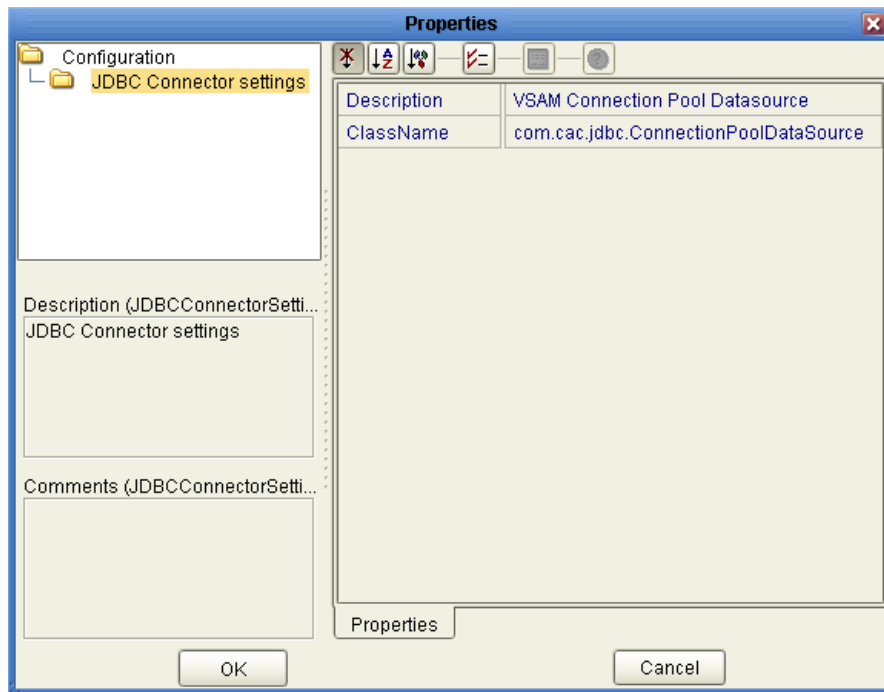 Properties
Configuration
JDBC Connector settings
Description (JDBCConnectorSetti...
JDBC Connector settings
Comments (JDBCConnectorSetti...
Description VSAM Connection Pool Datasource
ClassName com.cac.jdbc.ConnectionPoolDataSource
Properties
OK Cancel